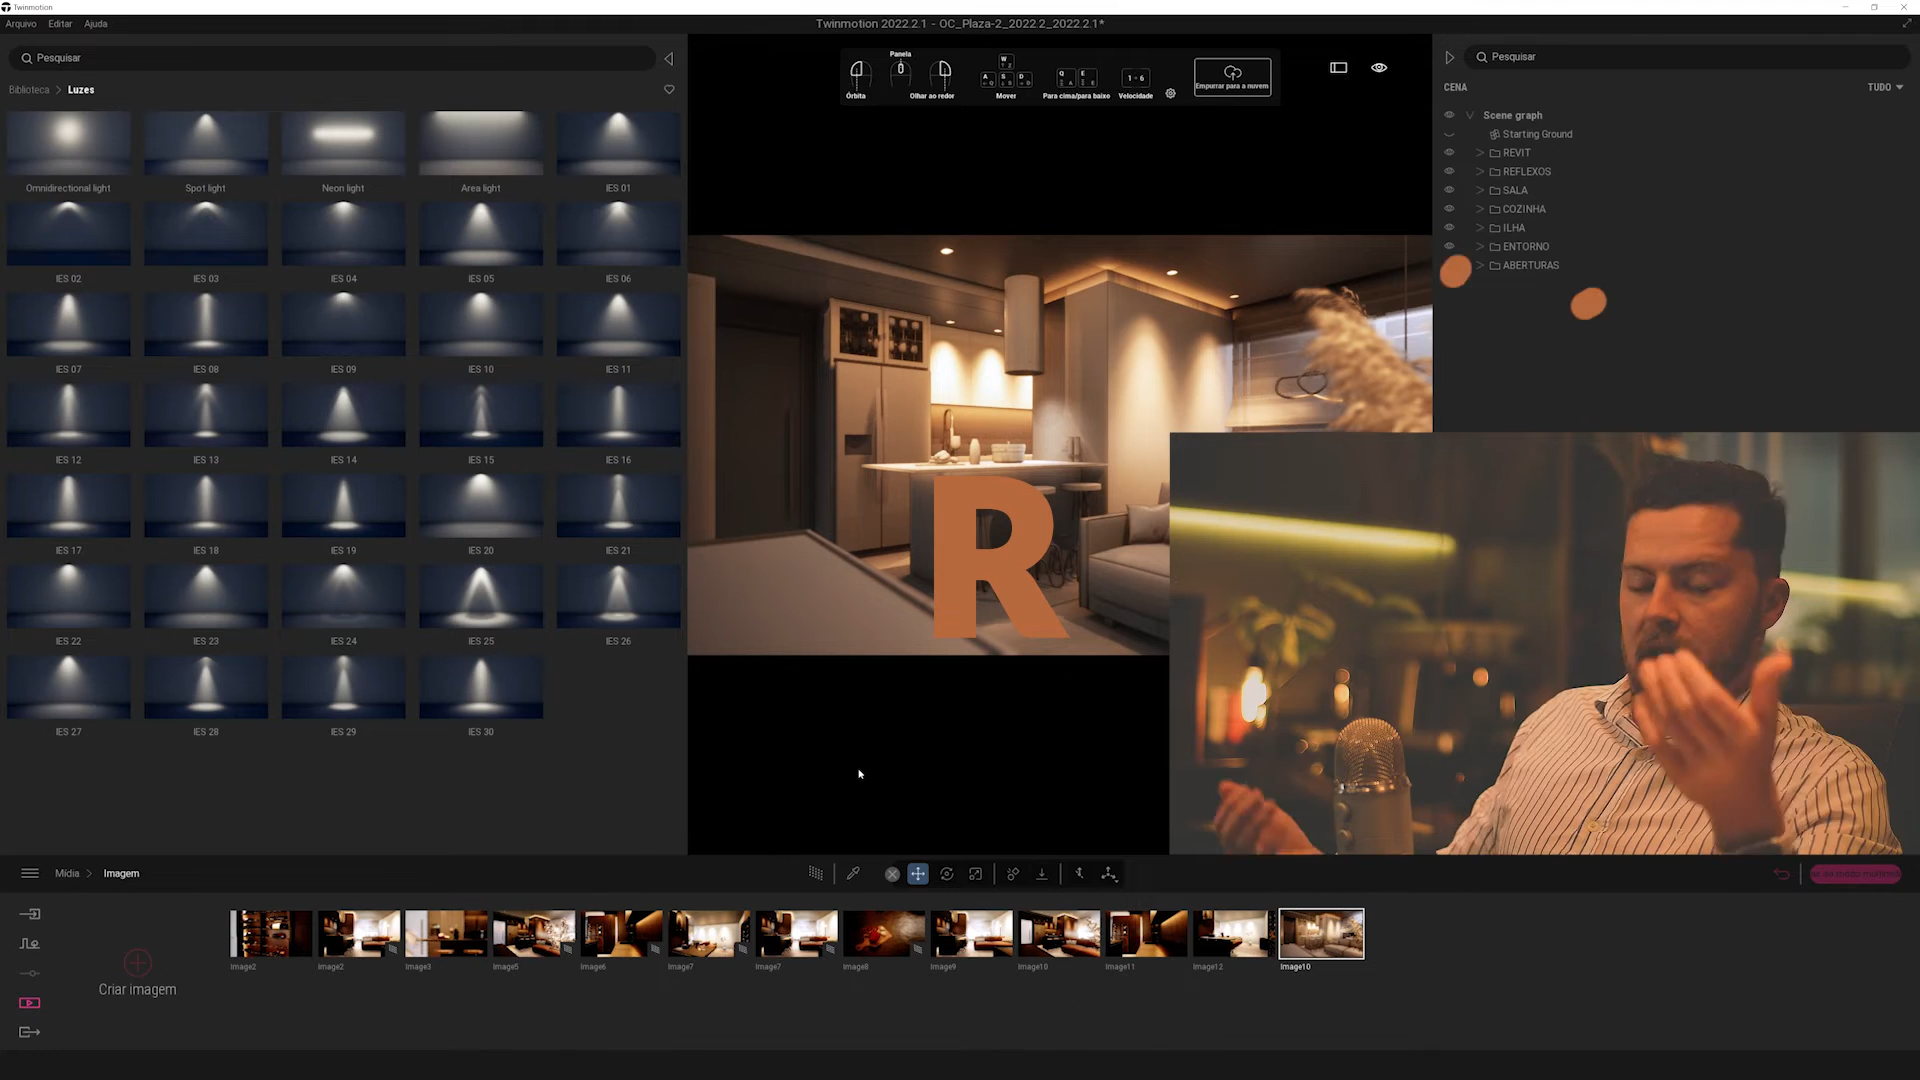 Twinmotion
Arquivo Editar Ajuda
Twinmotion 2022.2.1 - OC_Plaza-2_2022.2_2022.2.1*
Pesquisar
Biblioteca > Luzes
Omnidirectional light
Spot light
Neon light
Area light
IES 01
IES 02
IES 03
IES 04
IES 05
IES 06
IES 07
IES 08
IES 09
IES 10
IES 11
IES 12
IES 13
IES 14
IES 15
IES 16
IES 17
IES 18
IES 19
IES 20
IES 21
IES 22
IES 23
IES 24
IES 25
IES 26
IES 27
IES 28
IES 29
IES 30
Panela
Órbita
Olhar ao redor
W
A S D
Mover
Q E
Para cima/para baixo
1 - 6
Velocidade
Empurrar para a nuvem
R
Pesquisar
CENA
TUDO
Scene graph
Starting Ground
REVIT
REFLEXOS
SALA
COZINHA
ILHA
ENTORNO
ABERTURAS
Mídia > Imagem
Criar imagem
Image2
Image2
Image3
Image5
Image6
Image7
Image7
Image8
Image9
Image10
Image11
Image12
Image10